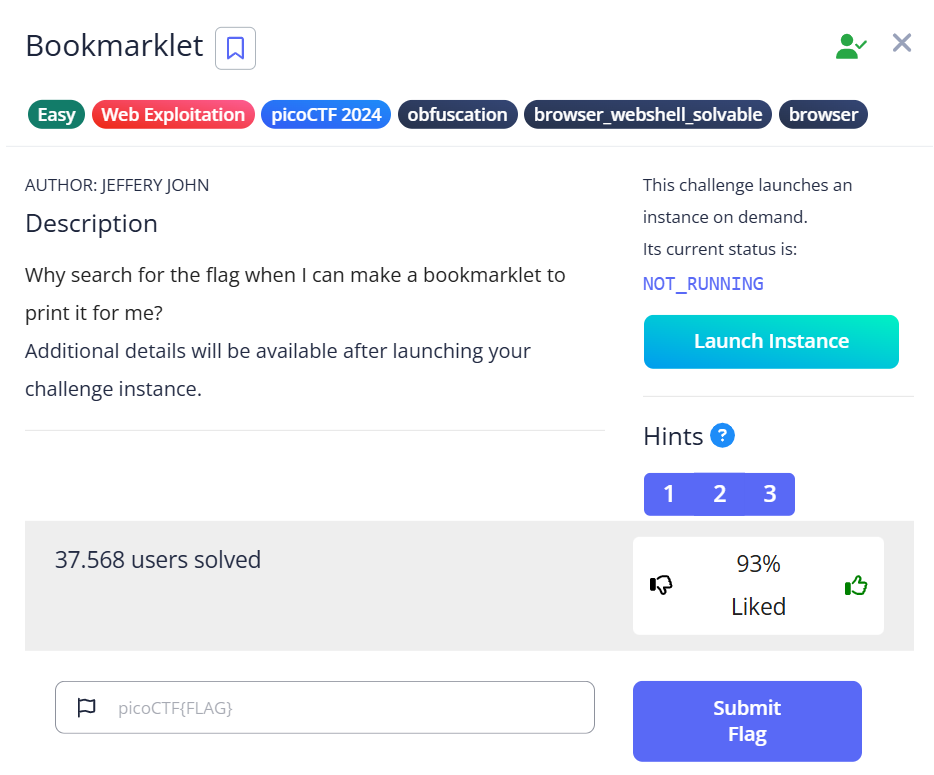 Bookmarklet
Easy Web Exploitation picoCTF 2024 obfuscation browser_webshell_solvable browser
AUTHOR: JEFFERY JOHN
Description
Why search for the flag when I can make a bookmarklet to
print it for me?
Additional details will be available after launching your
challenge instance.
This challenge launches an
instance on demand.
Its current status is:
NOT_RUNNING
Launch Instance
Hints ?
1 2 3
37.568 users solved
93%
Liked
picoCTF{FLAG}
Submit
Flag